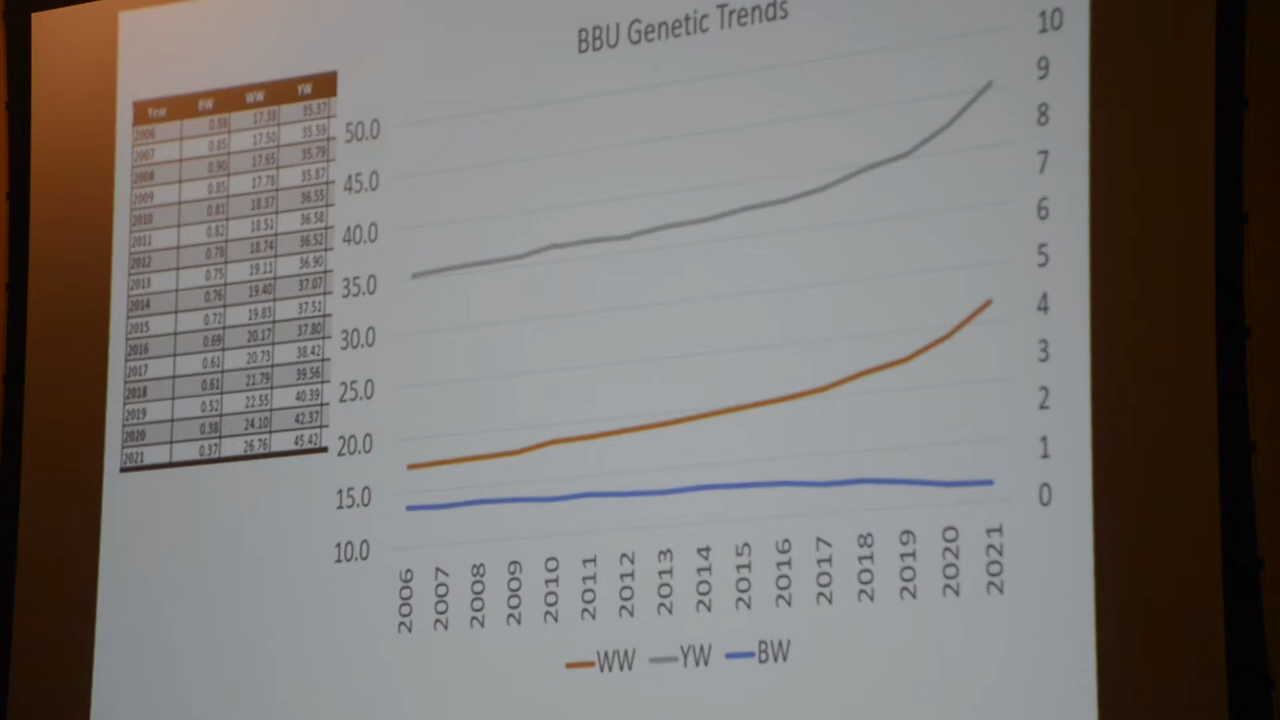 BBU Genetic Trends
Year BW WW YW
2006 0.88 17.38 35.37
2007 0.85 17.50 35.59
2008 0.90 17.65 35.79
2009 0.85 17.78 35.87
2010 0.81 18.37 36.55
2011 0.82 18.51 36.58
2012 0.78 18.74 36.52
2013 0.75 19.11 36.90
2014 0.76 19.40 37.07
2015 0.72 19.83 37.51
2016 0.69 20.17 37.80
2017 0.61 20.73 38.42
2018 0.61 21.79 39.56
2019 0.52 22.55 40.39
2020 0.38 24.10 42.37
2021 0.37 26.76 45.42
50.0
45.0
40.0
35.0
30.0
25.0
20.0
15.0
10.0
10
9
8
7
6
5
4
3
2
1
0
2006 2007 2008 2009 2010 2011 2012 2013 2014 2015 2016 2017 2018 2019 2020 2021
WW YW BW